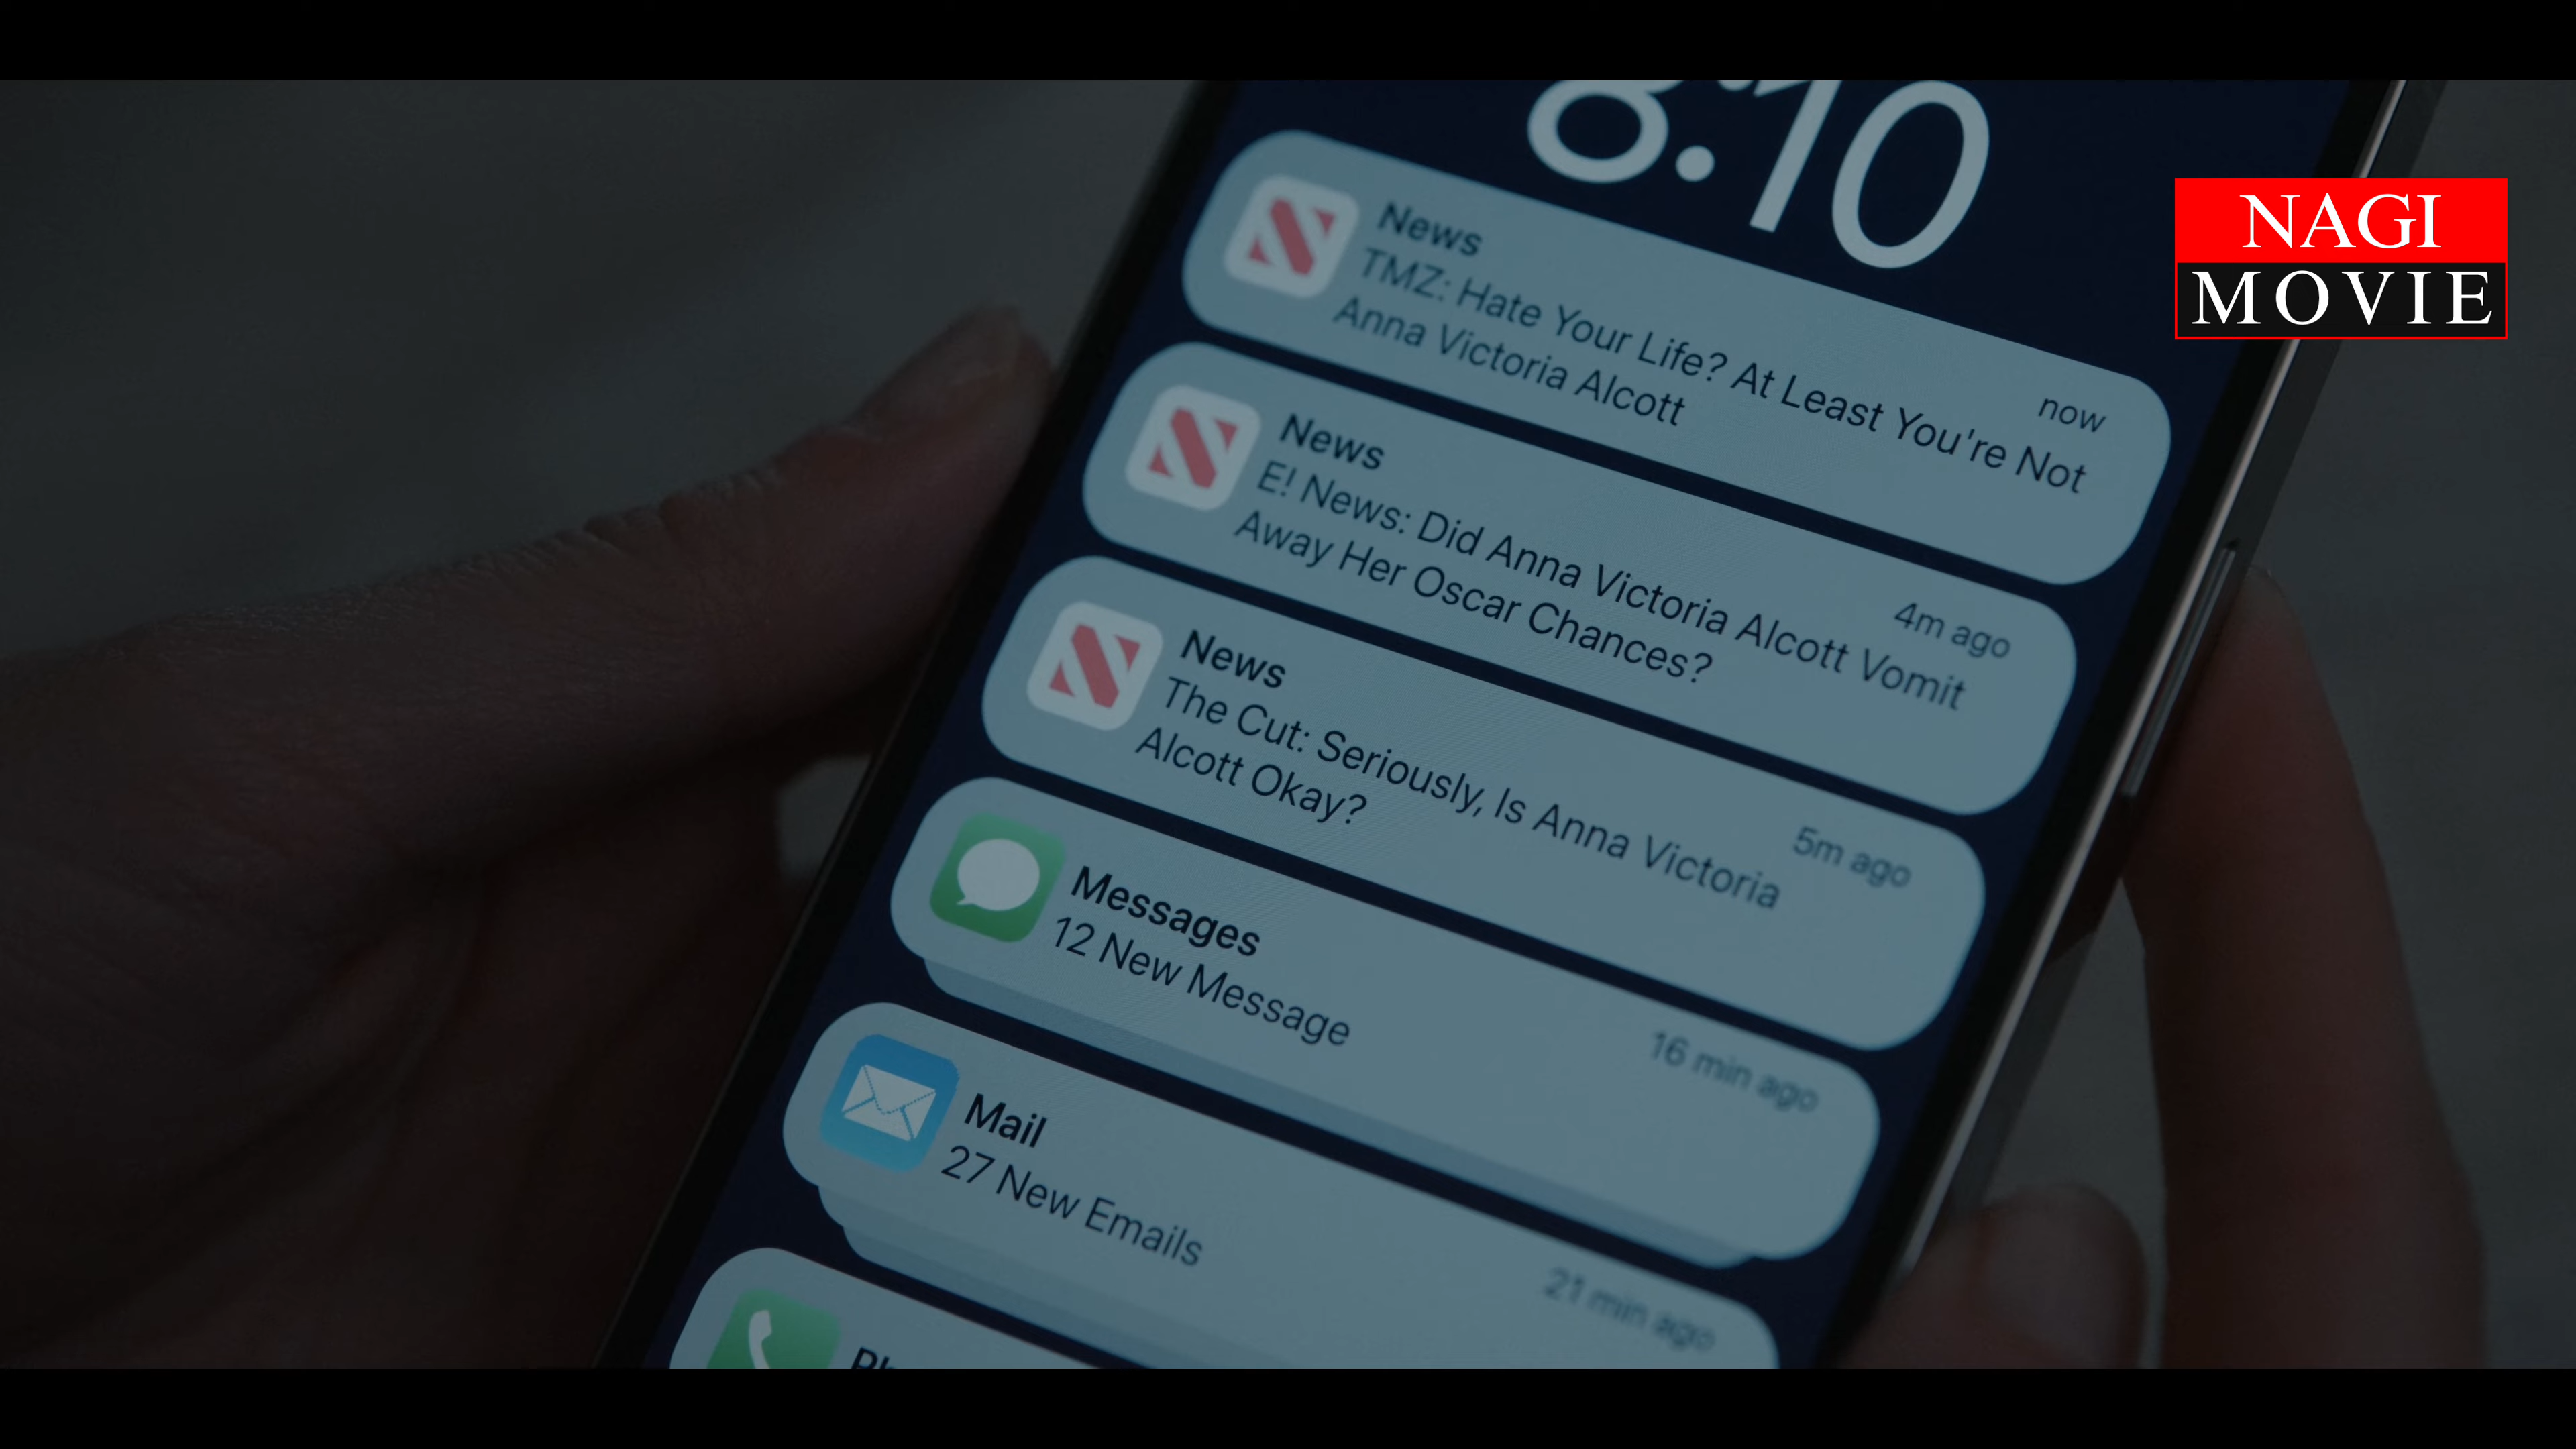 8:10
NAGI
MOVIE
News
now
TMZ: Hate Your Life? At Least You're Not
Anna Victoria Alcott
News
4m ago
E! News: Did Anna Victoria Alcott Vomit
Away Her Oscar Chances?
News
5m ago
The Cut: Seriously, Is Anna Victoria
Alcott Okay?
Messages
16 min ago
12 New Message
Mail
21 min ago
27 New Emails